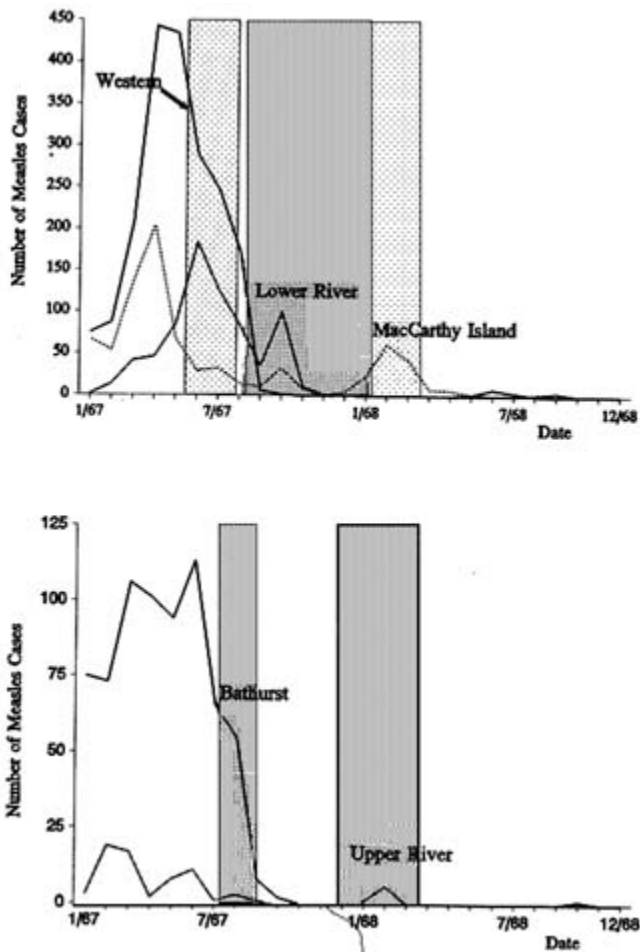 450
400
350
300
250
200
150
100
50
0
Number of Measles Cases
Western
Lower River
MacCarthy Island
1/67
7/67
1/68
7/68
12/68
Date
125
100
75
50
25
0
Number of Measles Cases
Bathurst
Upper River
1/67
7/67
1/68
7/68
12/68
Date